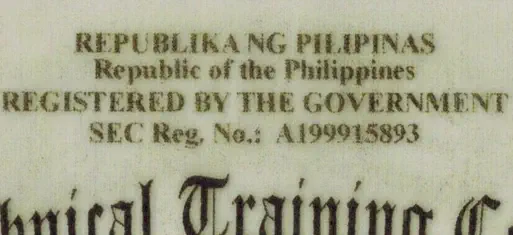 REPUBLIKA NG PILIPINAS
Republic of the Philippines
REGISTERED BY THE GOVERNMENT
SEC Reg. No.: A199915893
Training